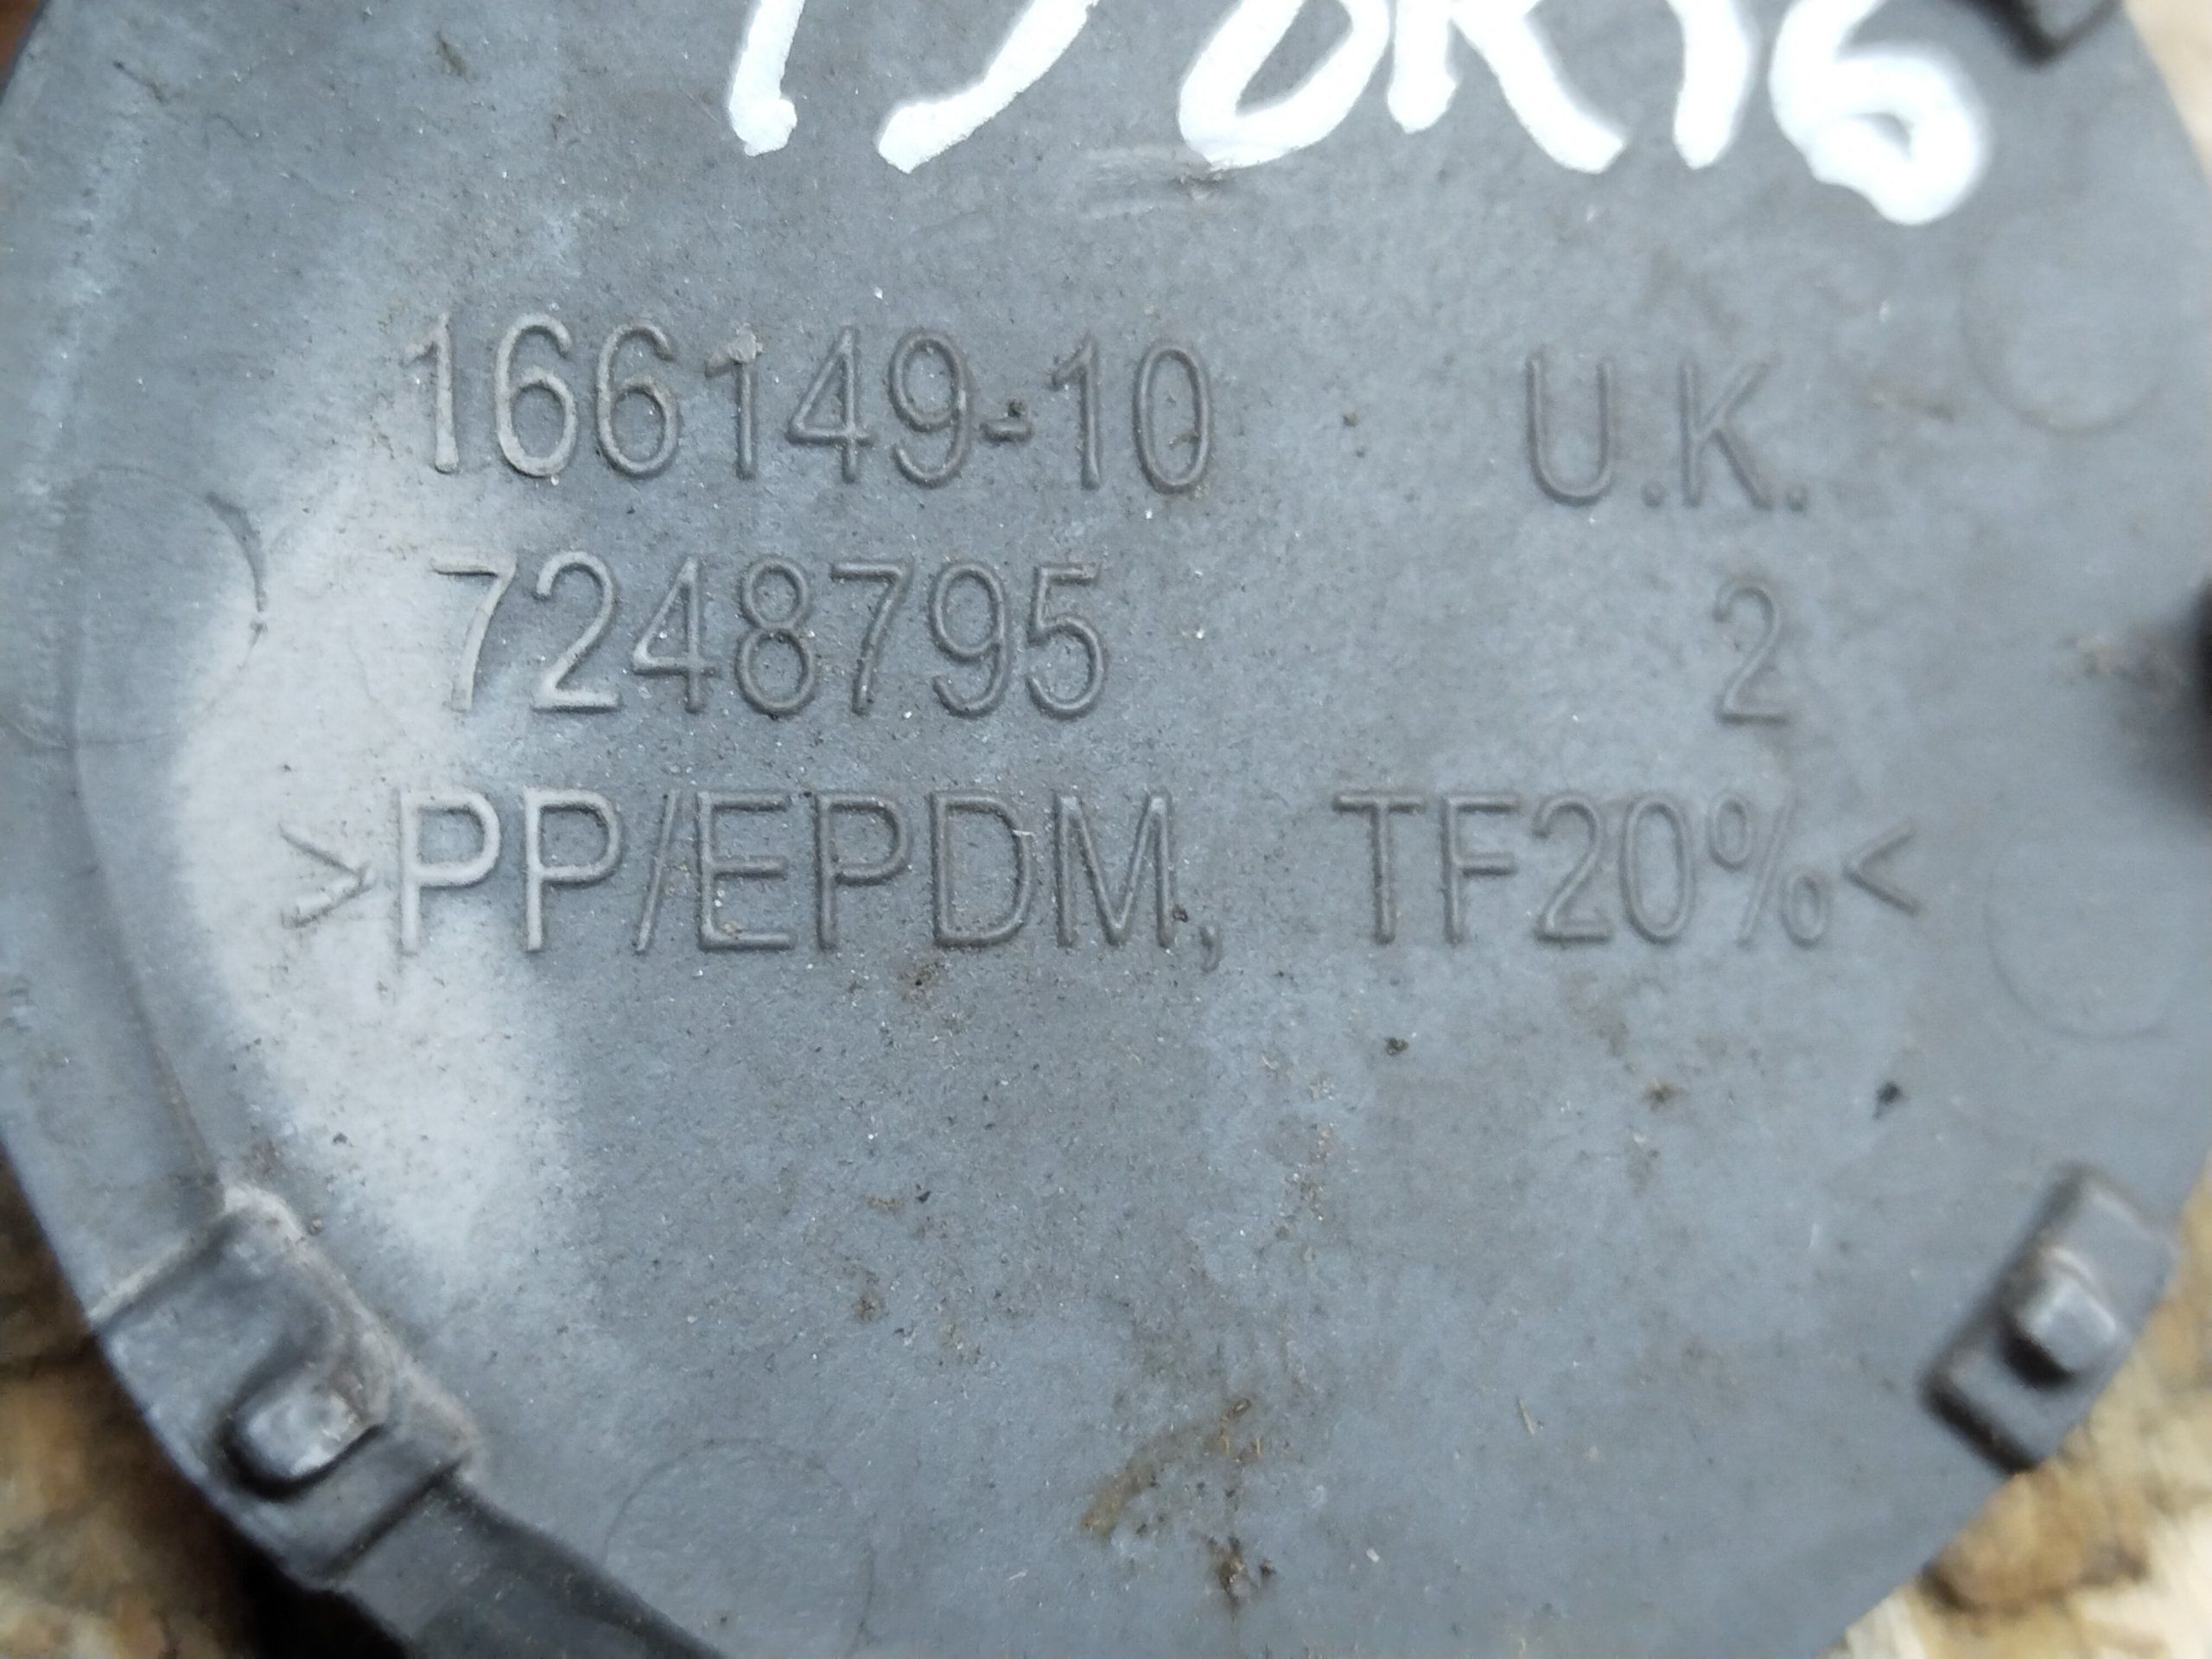 166149-10 U.K.
7248795 2
>PP/EPDM, TF20%<